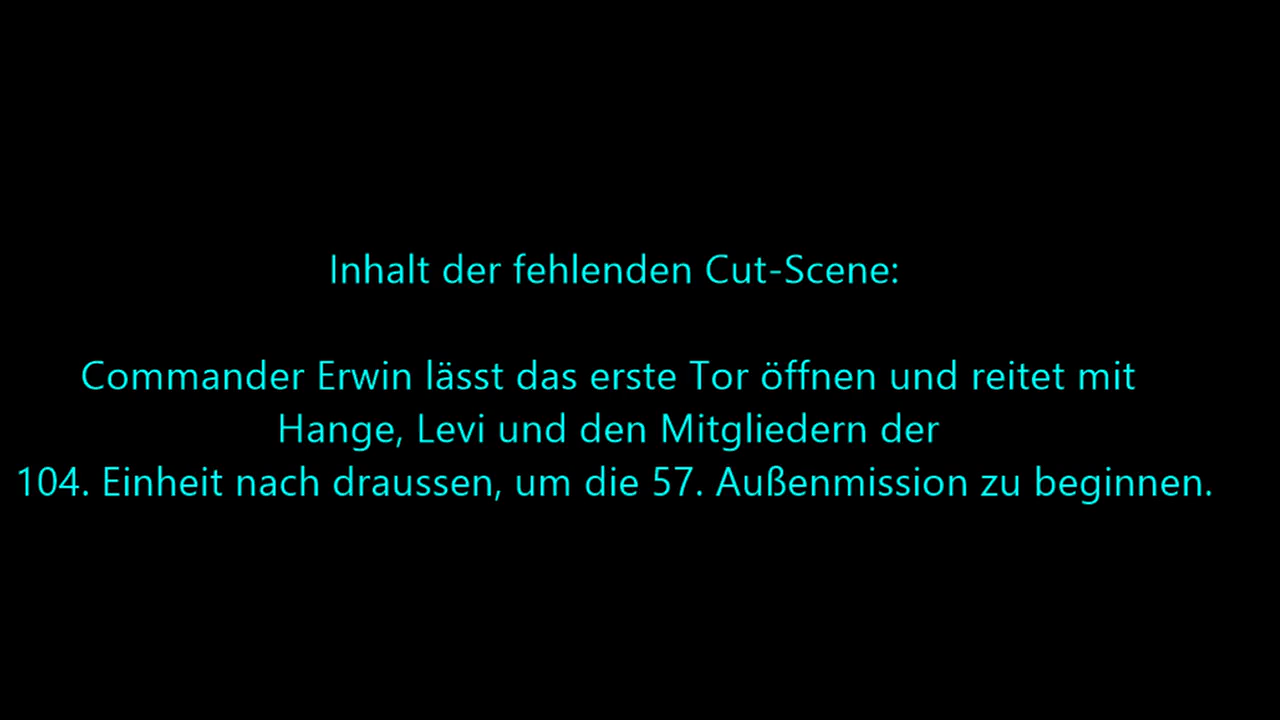 Inhalt der fehlenden Cut-Scene:
Commander Erwin lässt das erste Tor öffnen und reitet mit
Hange, Levi und den Mitgliedern der
104. Einheit nach draussen, um die 57. Außenmission zu beginnen.